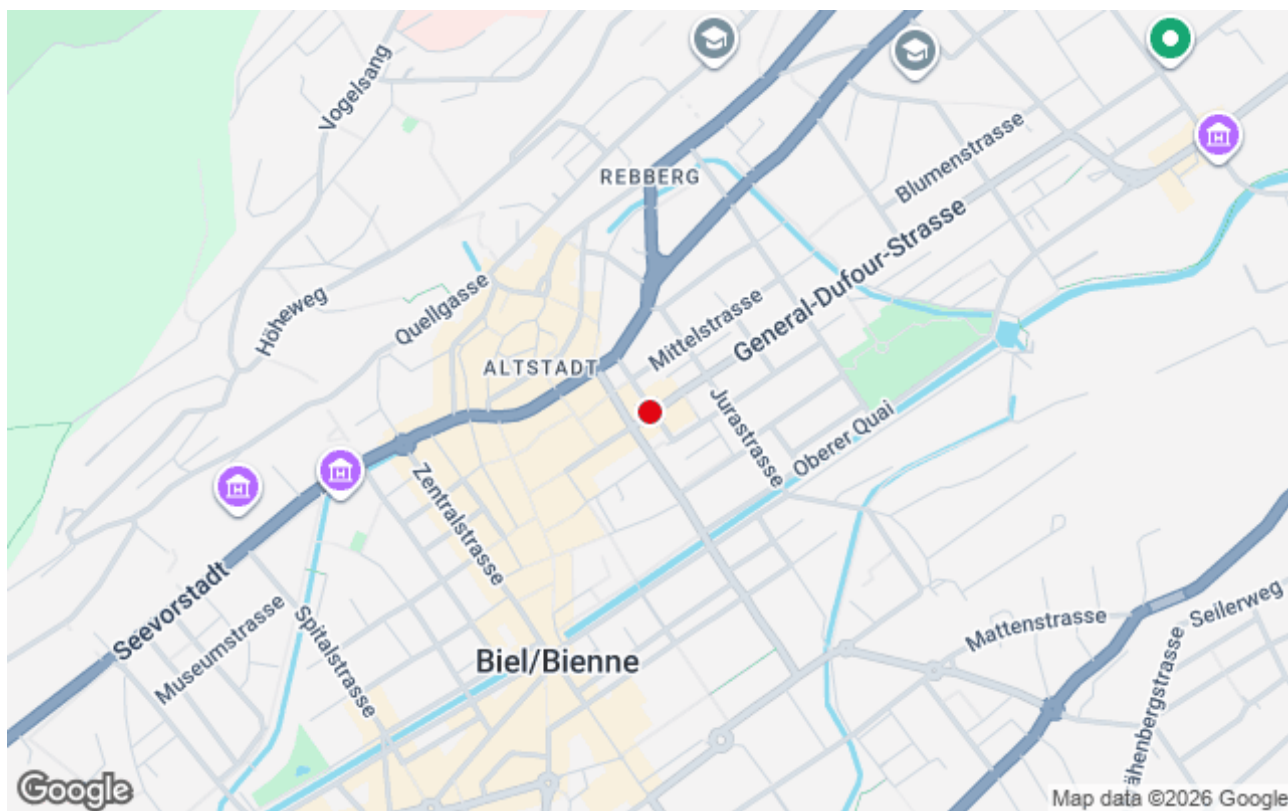 Vogelsang
REBBERG
Blumenstrasse
General-Dufour-Strasse
Höheweg
Quellgasse
Mittelstrasse
ALTSTADT
Jurastrasse
Oberer Quai
Zentralstrasse
Seevorstadt
Museumstrasse
Spitalstrasse
Mattenstrasse
Seilerweg
Biel/Bienne
ähenbergstrasse
Google
Map data ©2026 Google